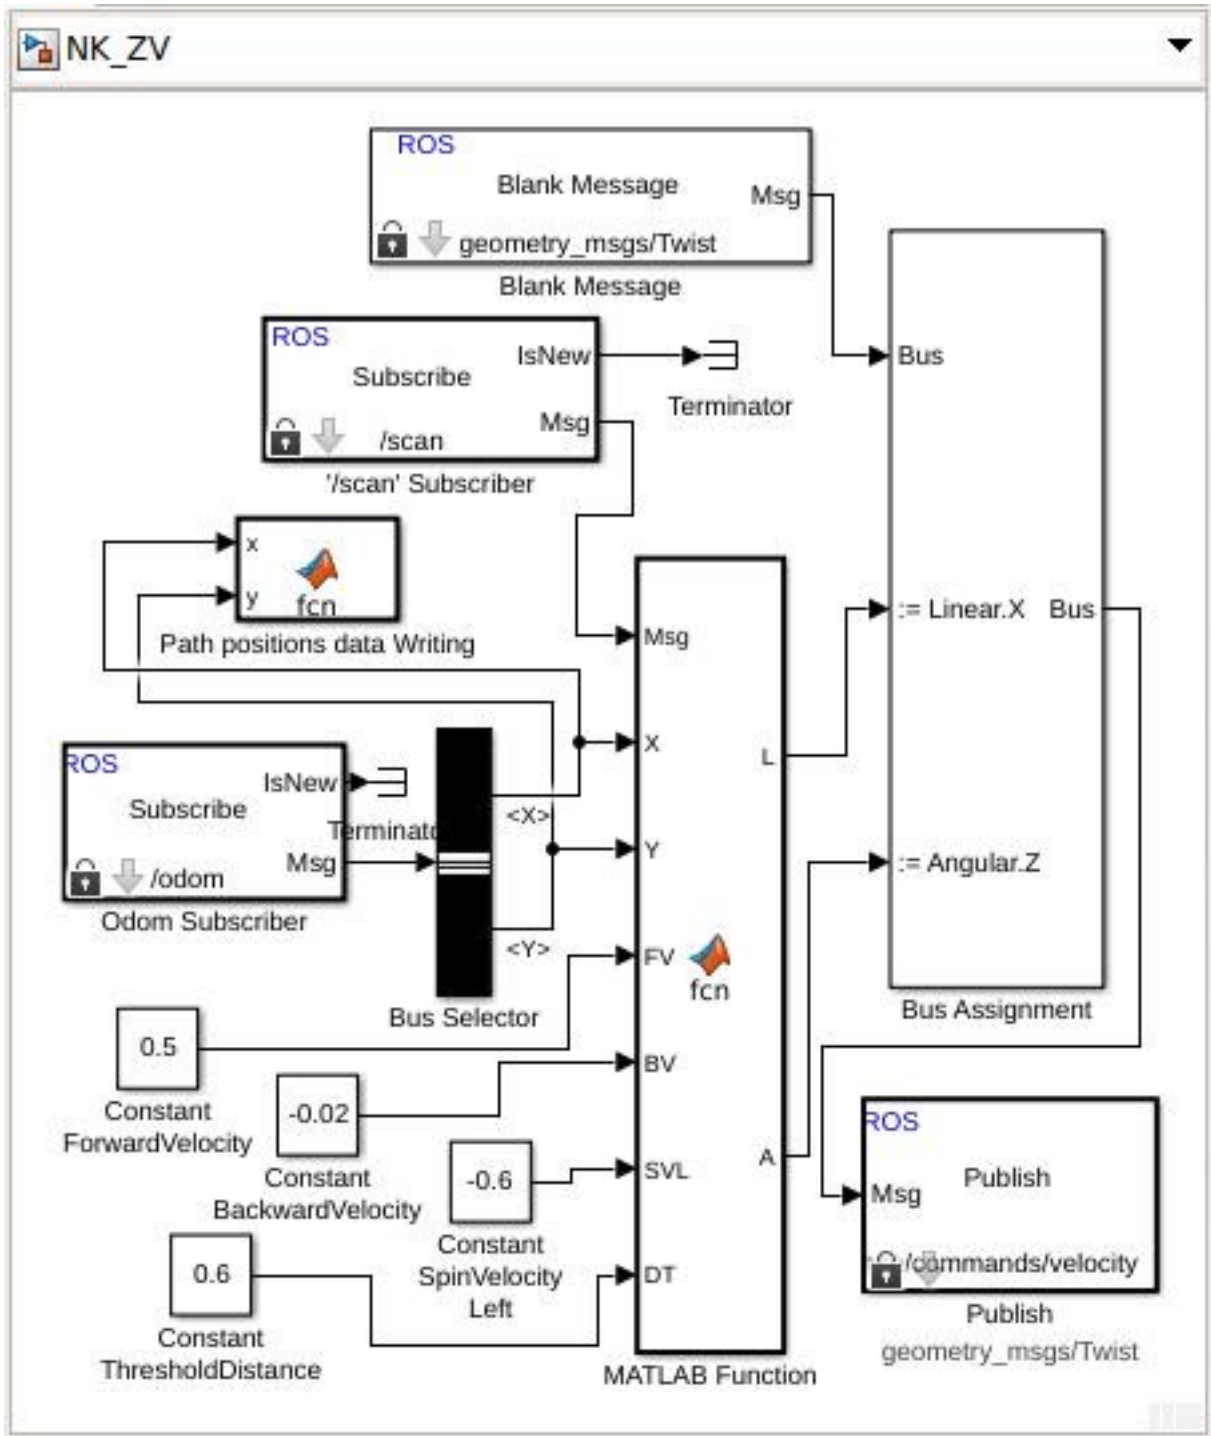 NK_ZV
ROS
Blank Message
Msg
geometry_msgs/Twist
Blank Message
ROS
IsNew
Subscribe
Msg
/scan
'/scan' Subscriber
Terminator
Bus
:= Linear.X
Bus
:= Angular.Z
Bus Assignment
x
y
fcn
Path positions data Writing
ROS
IsNew
Subscribe
Msg
/odom
Odom Subscriber
Terminato
<X>
<Y>
Bus Selector
Msg
X
Y
FV
BV
SVL
DT
L
A
fcn
MATLAB Function
0.5
Constant
ForwardVelocity
-0.02
Constant
BackwardVelocity
-0.6
Constant
SpinVelocity
Left
0.6
Constant
ThresholdDistance
ROS
Publish
Msg
/commands/velocity
Publish
geometry_msgs/Twist